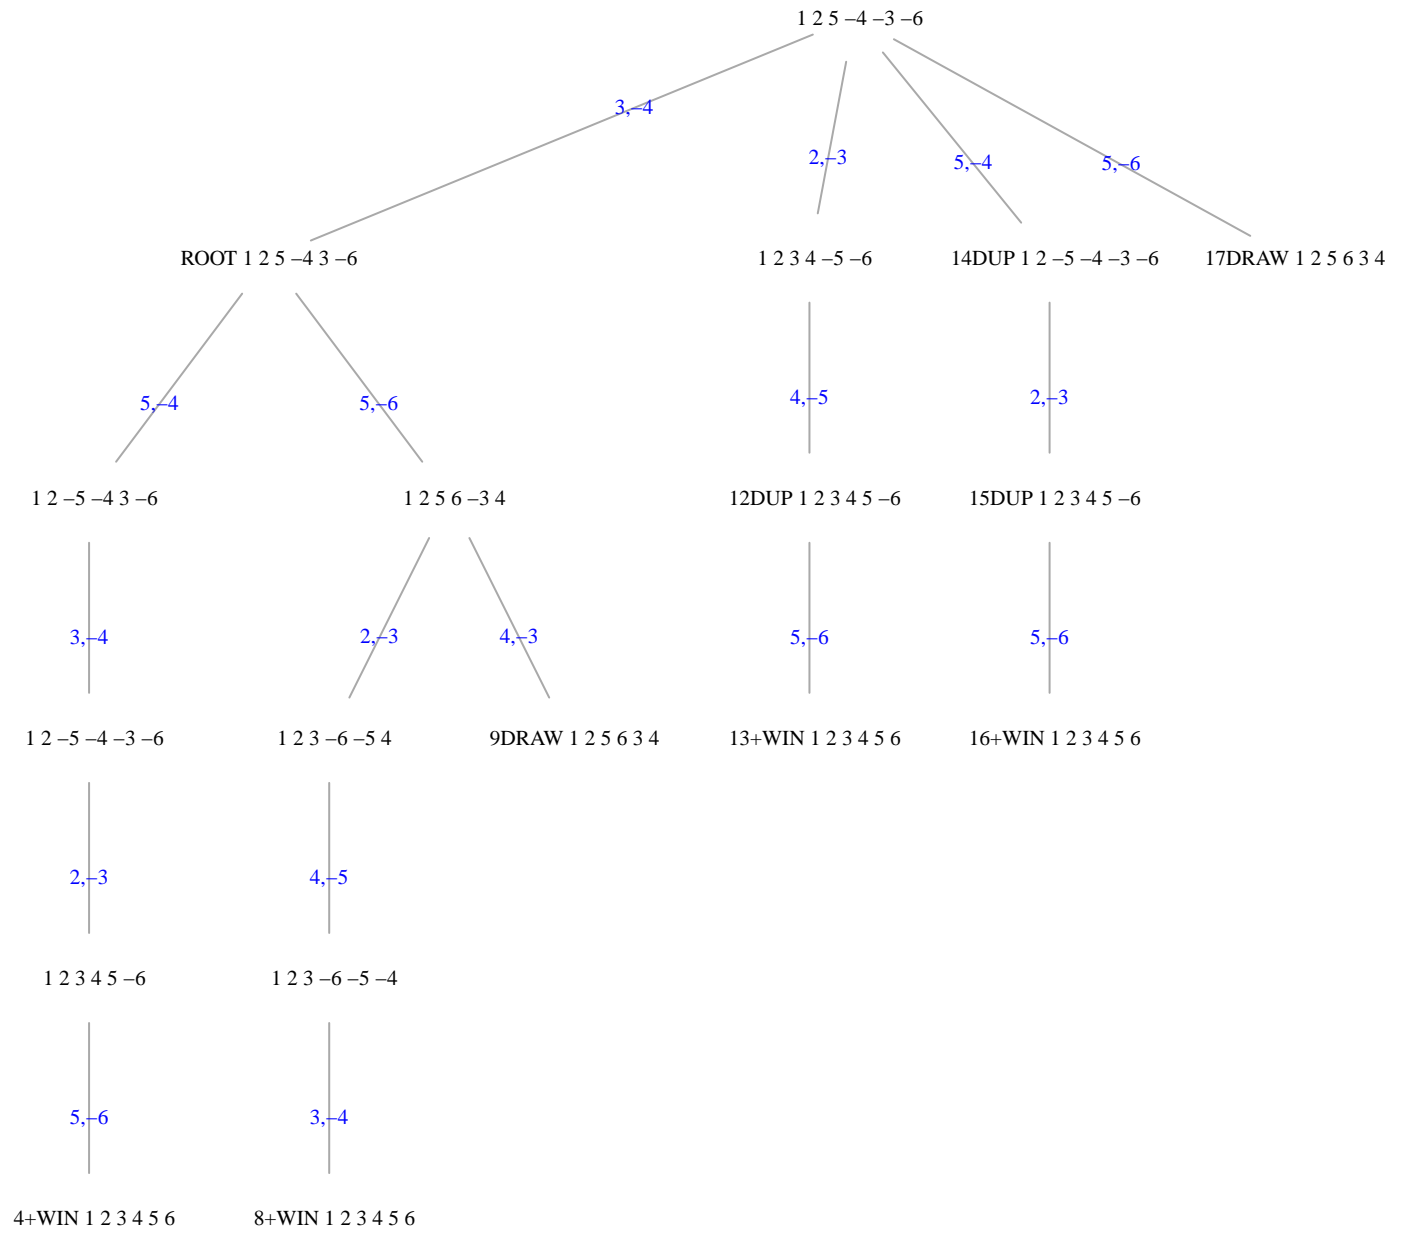 1 2 5 –4 –3 –6
3,–4
2,–3
5,–4
5,–6
ROOT 1 2 5 –4 3 –6
1 2 3 4 –5 –6
14DUP 1 2 –5 –4 –3 –6
17DRAW 1 2 5 6 3 4
5,–4
5,–6
4,–5
2,–3
1 2 –5 –4 3 –6
1 2 5 6 –3 4
12DUP 1 2 3 4 5 –6
15DUP 1 2 3 4 5 –6
3,–4
2,–3
4,–3
5,–6
5,–6
1 2 –5 –4 –3 –6
1 2 3 –6 –5 4
9DRAW 1 2 5 6 3 4
13+WIN 1 2 3 4 5 6
16+WIN 1 2 3 4 5 6
2,–3
4,–5
1 2 3 4 5 –6
1 2 3 –6 –5 –4
5,–6
3,–4
4+WIN 1 2 3 4 5 6
8+WIN 1 2 3 4 5 6